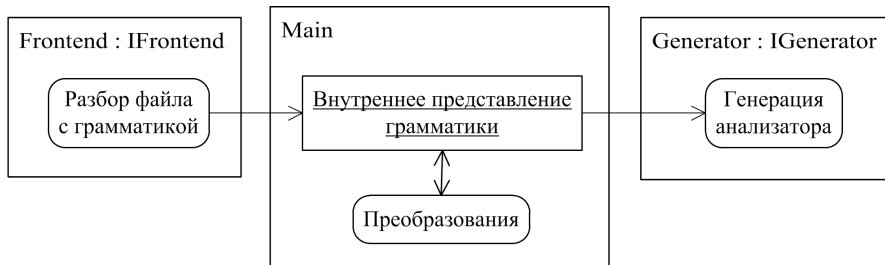 Frontend : IFrontend
Разбор файла
с грамматикой
Main
Внутреннее представление
грамматики
Преобразования
Generator : IGenerator
Генерация
анализатора